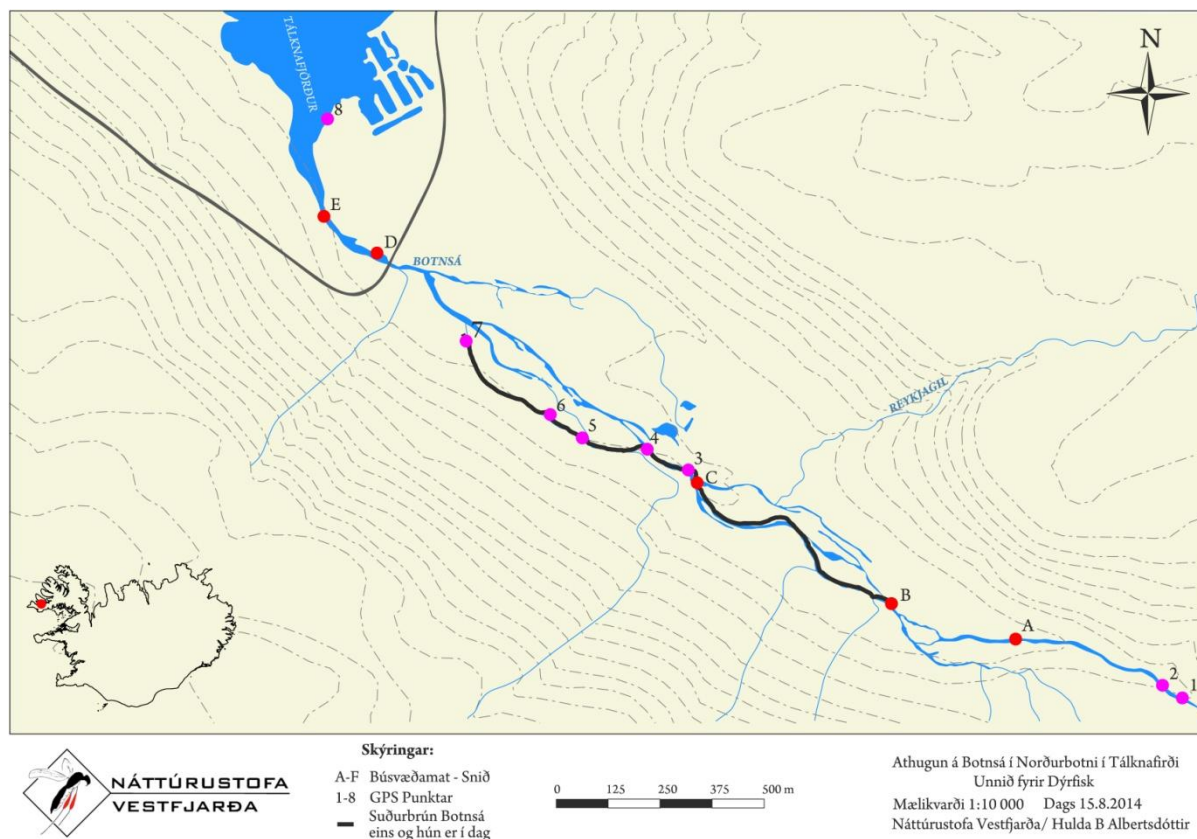 N
TÁLKNAFJÖRÐUR
8
E
D
BOTNSÁ
7
REYKJAGIL
6
5
4
3
C
B
A
2
1
NÁTTÚRUSTOFA
VESTFJARÐA
Skýringar:
A-F Búsvæðamat - Snið
1-8 GPS Punktar
Suðurbrún Botnsá
eins og hún er í dag
0 125 250 375 500 m
Athugun á Botnsá í Norðurbotni í Tálknafirði
Unnið fyrir Dýrfisk
Mælikvarði 1:10 000 Dags 15.8.2014
Náttúrustofa Vestfjarða/ Hulda B Albertsdóttir